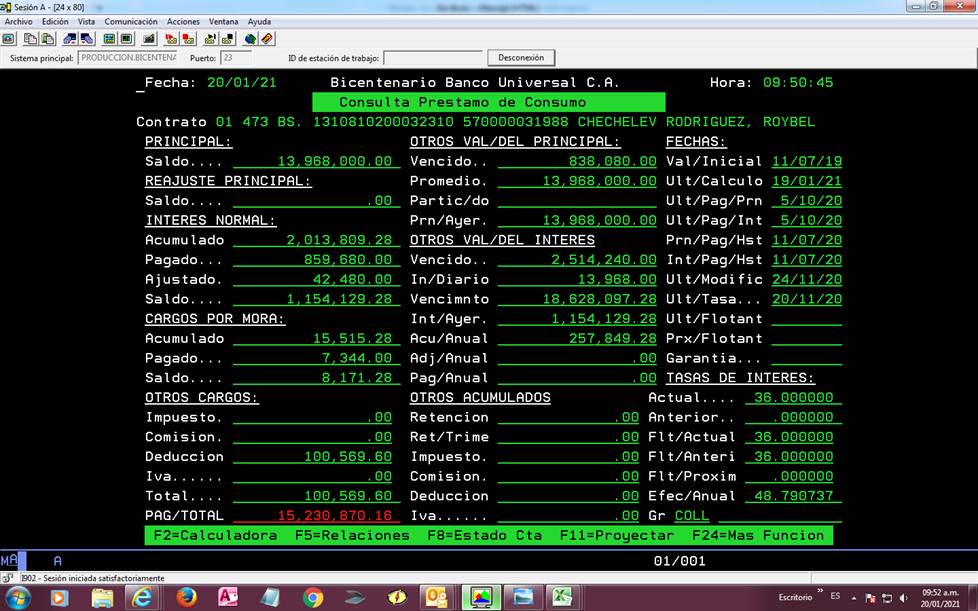 Sesión A - [24 x 80]
Archivo Edición Vista Comunicación Acciones Ventana Ayuda
Sistema principal: PRODUCCION.BICENTENA Puerto: 23 ID de estación de trabajo: Desconexión
Fecha: 20/01/21 Bicentenario Banco Universal C.A. Hora: 09:50:45
Consulta Prestamo de Consumo
Contrato 01 473 BS. 1310810200032310 570000031988 CHECHELEV RODRIGUEZ, ROYBEL
PRINCIPAL: OTROS VAL/DEL PRINCIPAL: FECHAS:
Saldo.... 13,968,000.00 Vencido.. 838,080.00 Val/Inicial 11/07/19
REAJUSTE PRINCIPAL: Promedio. 13,968,000.00 Ult/Calculo 19/01/21
Saldo.... .00 Partic/do Ult/Pag/Prn 5/10/20
INTERES NORMAL: Prn/Ayer. 13,968,000.00 Ult/Pag/Int 5/10/20
Acumulado 2,013,809.28 OTROS VAL/DEL INTERES Prn/Pag/Hst 11/07/20
Pagado... 859,680.00 Vencido.. 2,514,240.00 Int/Pag/Hst 11/07/20
Ajustado. 42,480.00 In/Diario 13,968.00 Ult/Modific 24/11/20
Saldo.... 1,154,129.28 Vencimnto 18,628,097.28 Ult/Tasa... 20/11/20
CARGOS POR MORA: Int/Ayer. 1,154,129.28 Ult/Flotant
Acumulado 15,515.28 Acu/Anual 257,849.28 Prx/Flotant
Pagado... 7,344.00 Adj/Anual .00 Garantia...
Saldo.... 8,171.28 Pag/Anual .00 TASAS DE INTERES:
OTROS CARGOS: OTROS ACUMULADOS Actual.... 36.000000
Impuesto. .00 Retencion .00 Anterior.. .000000
Comision. .00 Ret/Trime .00 Flt/Actual 36.000000
Deduccion 100,569.60 Impuesto. .00 Flt/Anteri 36.000000
Iva...... .00 Comision. .00 Flt/Proxim .000000
Total.... 100,569.60 Deduccion .00 Efec/Anual 48.790737
PAG/TOTAL 15,230,870.16 Iva...... .00 Gr COLL
F2=Calculadora F5=Relaciones F8=Estado Cta F11=Proyectar F24=Mas Funcion
MA A 01/001
I902 - Sesión iniciada satisfactoriamente
Escritorio » ES 09:52 a.m.
20/01/2021